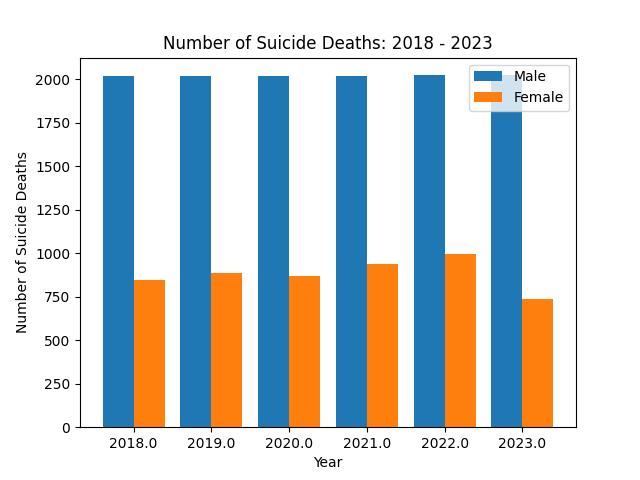 Number of Suicide Deaths: 2018 - 2023
Male
Female
Number of Suicide Deaths
2000
1750
1500
1250
1000
750
500
250
0
2018.0 2019.0 2020.0 2021.0 2022.0 2023.0
Year